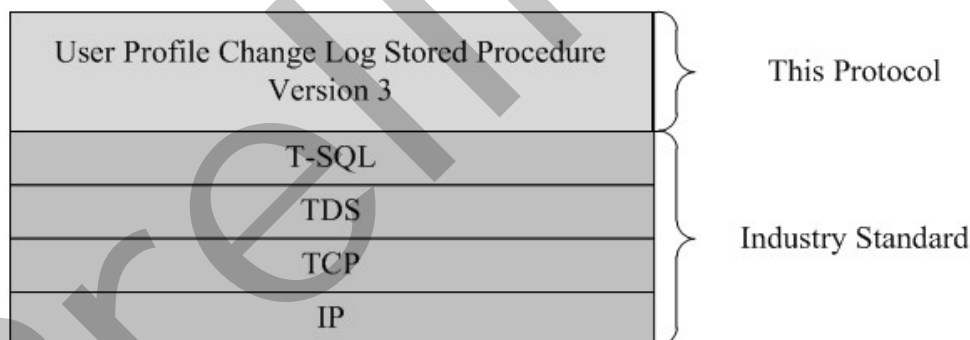 User Profile Change Log Stored Procedure
Version 3
This Protocol
T-SQL
TDS
TCP
IP
Industry Standard